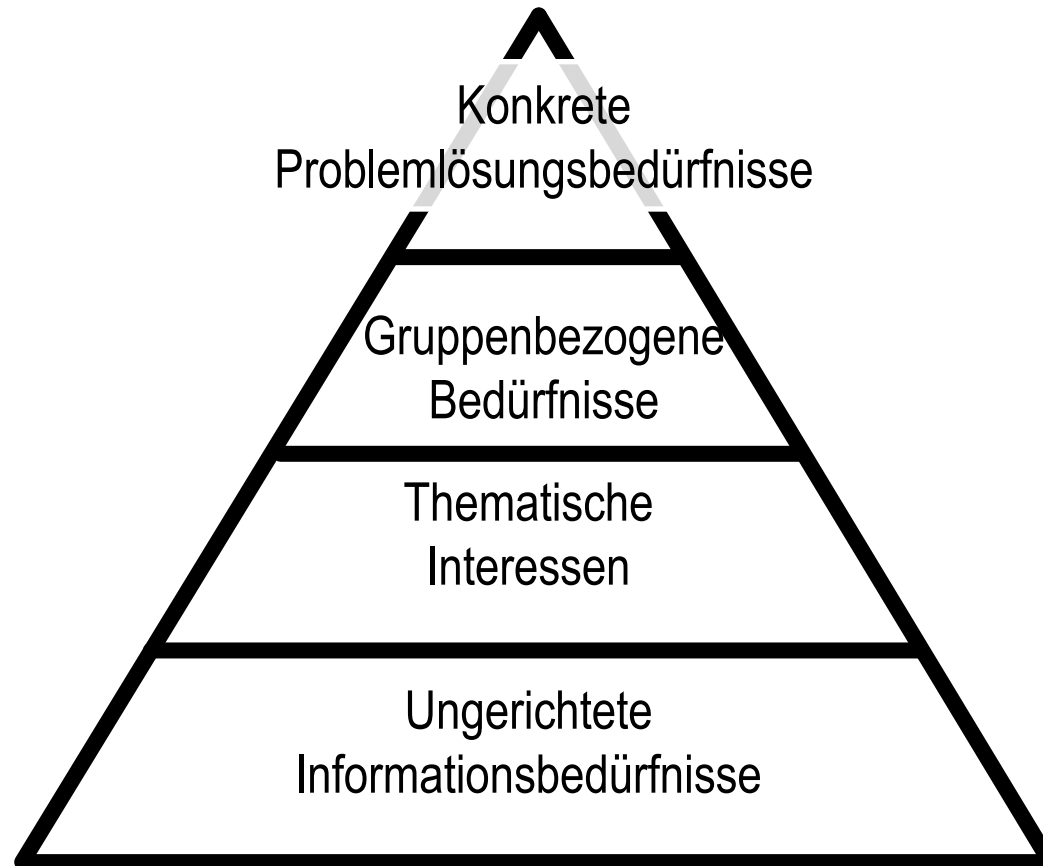 Konkrete
Problemlösungsbedürfnisse
Gruppenbezogene
Bedürfnisse
Thematische
Interessen
Ungerichtete
Informationsbedürfnisse